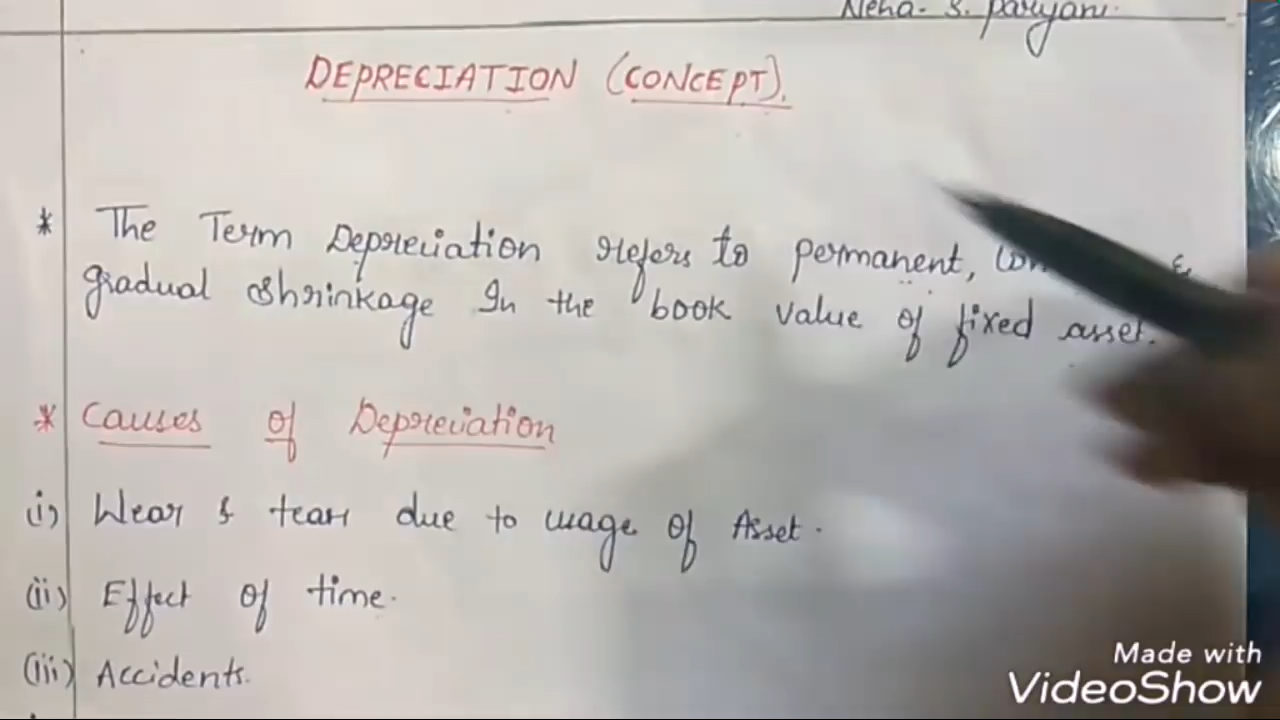 Neha. S. Paryani.
DEPRECIATION (CONCEPT).
* The Term Depreciation refers to permanent, &
gradual shrinkage In the book value of fixed asset.
* Causes of Depreciation
(i) Wear & tear due to usage of Asset.
(ii) Effect of time.
(iii) Accidents.
Made with
VideoShow